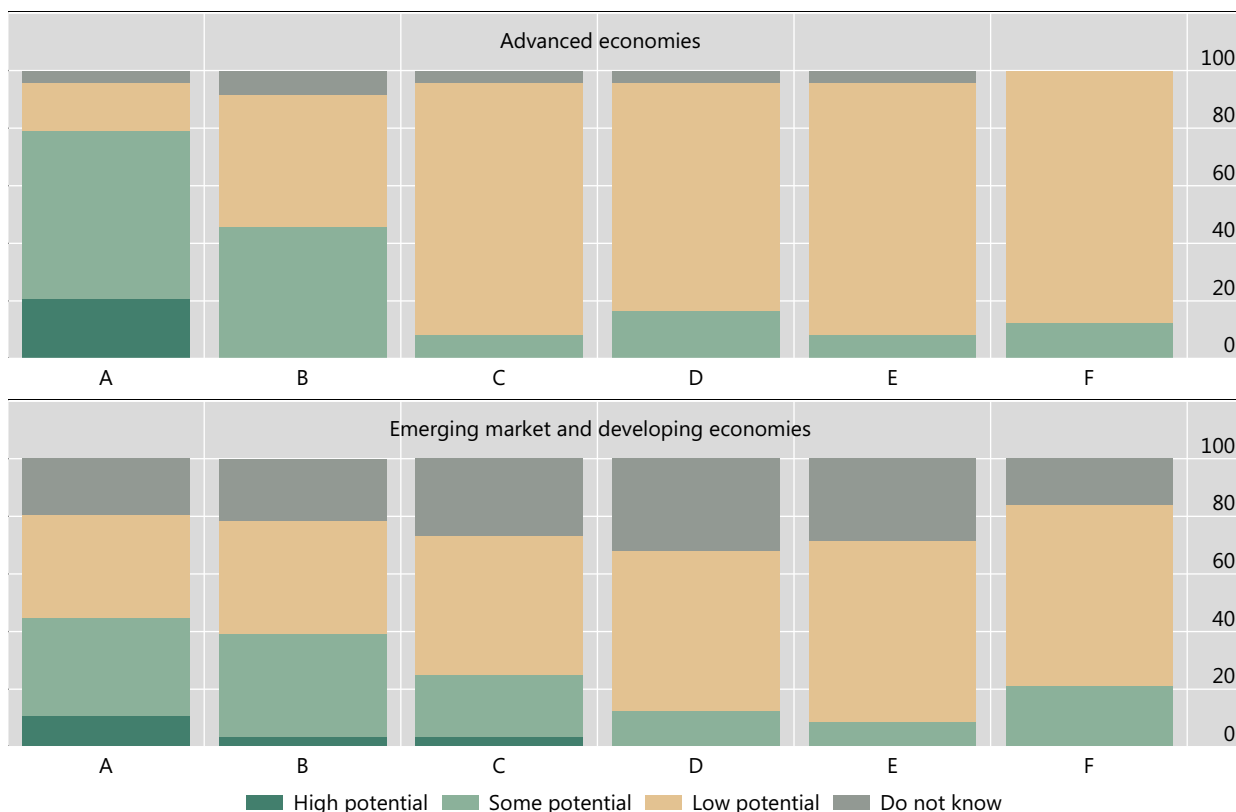 Advanced economies
100
80
60
40
20
0
A B C D E F
Emerging market and developing economies
100
80
60
40
20
0
A B C D E F
High potential Some potential Low potential Do not know